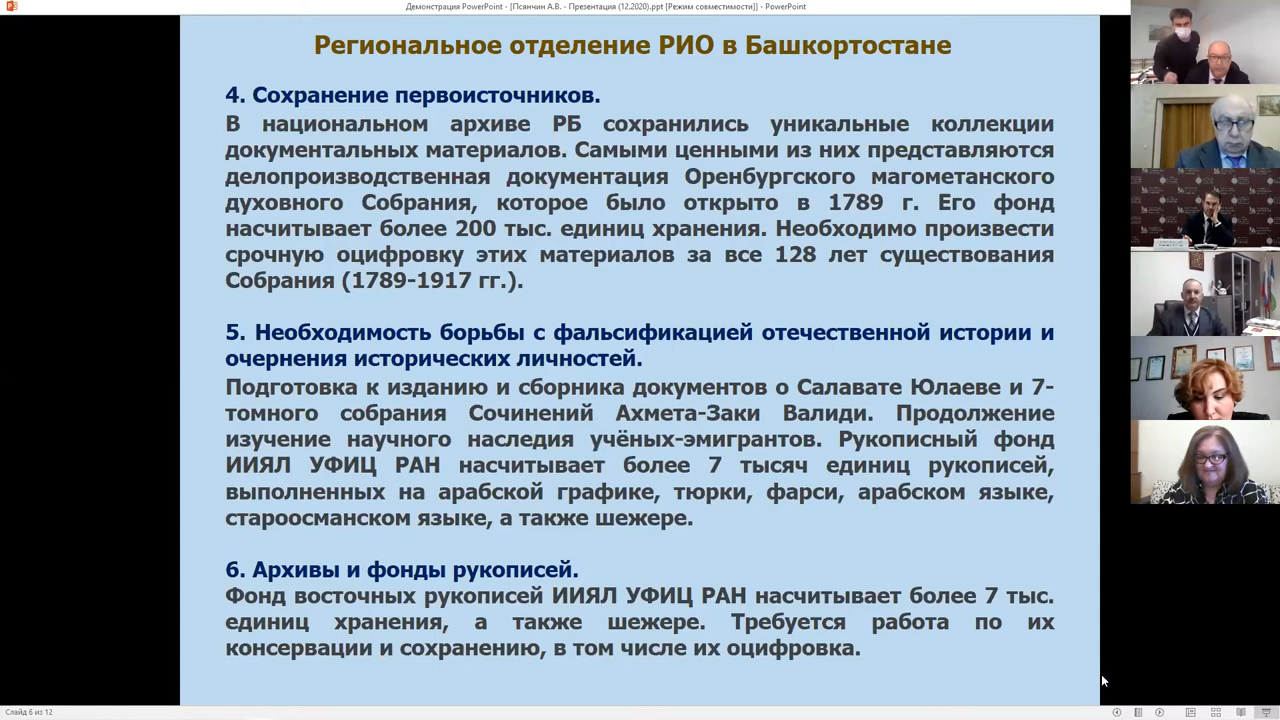 Демонстрация PowerPoint - [Псянчин А.В. - Презентация (12.2020).ppt [Режим совместимости]] - PowerPoint
Региональное отделение РИО в Башкортостане
4. Сохранение первоисточников.
В национальном архиве РБ сохранились уникальные коллекции
документальных материалов. Самыми ценными из них представляются
делопроизводственная документация Оренбургского магометанского
духовного Собрания, которое было открыто в 1789 г. Его фонд
насчитывает более 200 тыс. единиц хранения. Необходимо произвести
срочную оцифровку этих материалов за все 128 лет существования
Собрания (1789-1917 гг.).
5. Необходимость борьбы с фальсификацией отечественной истории и
очернения исторических личностей.
Подготовка к изданию и сборника документов о Салавате Юлаеве и 7-
томного собрания Сочинений Ахмета-Заки Валиди. Продолжение
изучение научного наследия учёных-эмигрантов. Рукописный фонд
ИИЯЛ УФИЦ РАН насчитывает более 7 тысяч единиц рукописей,
выполненных на арабской графике, тюрки, фарси, арабском языке,
староосманском языке, а также шежере.
6. Архивы и фонды рукописей.
Фонд восточных рукописей ИИЯЛ УФИЦ РАН насчитывает более 7 тыс.
единиц хранения, а также шежере. Требуется работа по их
консервации и сохранению, в том числе их оцифровка.
Слайд 6 из 12